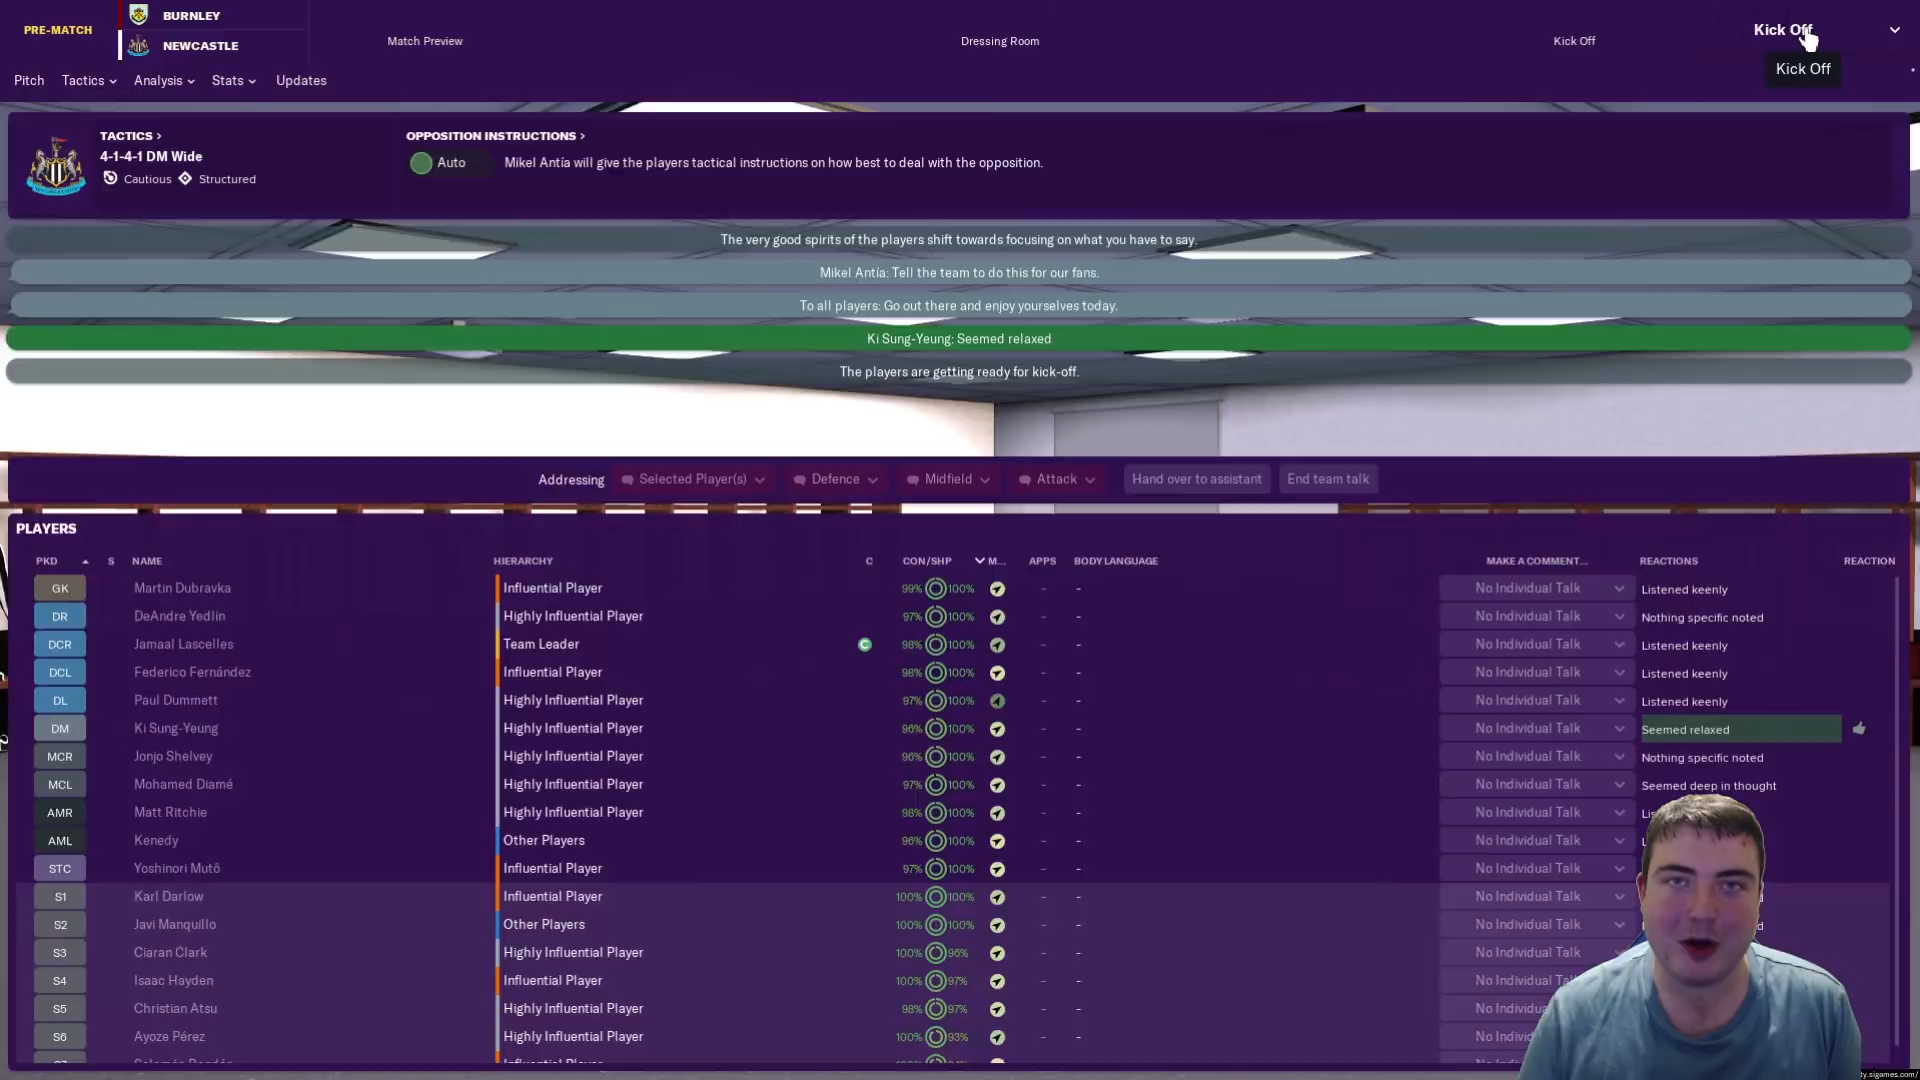 PRE-MATCH
BURNLEY
NEWCASTLE
Match Preview
Dressing Room
Kick Off
Kick Off
Kick Off
Pitch Tactics Analysis Stats Updates
TACTICS >
4-1-4-1 DM Wide
Cautious Structured
OPPOSITION INSTRUCTIONS >
Auto Mikel Antía will give the players tactical instructions on how best to deal with the opposition.
The very good spirits of the players shift towards focusing on what you have to say.
Mikel Antía: Tell the team to do this for our fans.
To all players: Go out there and enjoy yourselves today.
Ki Sung-Yeung: Seemed relaxed
The players are getting ready for kick-off.
Addressing Selected Player(s) Defence Midfield Attack Hand over to assistant End team talk
PLAYERS
PKD S NAME HIERARCHY C CON/SHP M... APPS BODY LANGUAGE MAKE A COMMENT... REACTIONS REACTION
GK Martin Dubravka Influential Player 99% 100% - - No Individual Talk Listened keenly
DR DeAndre Yedlin Highly Influential Player 97% 100% - - No Individual Talk Nothing specific noted
DCR Jamaal Lascelles Team Leader C 98% 100% - - No Individual Talk Listened keenly
DCL Federico Fernández Influential Player 98% 100% - - No Individual Talk Listened keenly
DL Paul Dummett Highly Influential Player 97% 100% - - No Individual Talk Listened keenly
DM Ki Sung-Yeung Highly Influential Player 96% 100% - - No Individual Talk Seemed relaxed
MCR Jonjo Shelvey Highly Influential Player 96% 100% - - No Individual Talk Nothing specific noted
MCL Mohamed Diamé Highly Influential Player 97% 100% - - No Individual Talk Seemed deep in thought
AMR Matt Ritchie Highly Influential Player 98% 100% - - No Individual Talk
AML Kenedy Other Players 96% 100% - - No Individual Talk
STC Yoshinori Mutō Influential Player 97% 100% - - No Individual Talk
S1 Karl Darlow Influential Player 100% 100% - - No Individual Talk
S2 Javi Manquillo Other Players 100% 100% - - No Individual Talk
S3 Ciaran Clark Highly Influential Player 100% 96% - - No Individual Talk
S4 Isaac Hayden Influential Player 100% 97% - - No Individual
S5 Christian Atsu Highly Influential Player 98% 97% - - No
S6 Ayoze Pérez Highly Influential Player 100% 93% - - No